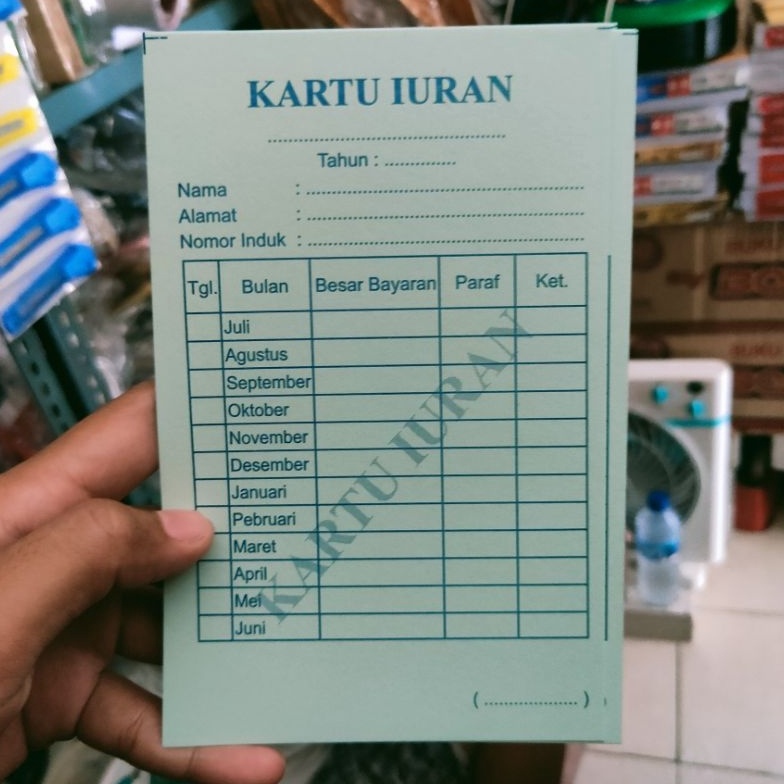 KARTU IURAN
..................................................
Tahun : ...............
Nama : ..........................................................
Alamat : ..........................................................
Nomor Induk : ..........................................................
Tgl. Bulan Besar Bayaran Paraf Ket.
Juli
Agustus
September
Oktober
November
Desember
Januari
Pebruari
Maret
April
Mei
Juni
KARTU IURAN
( .................... )